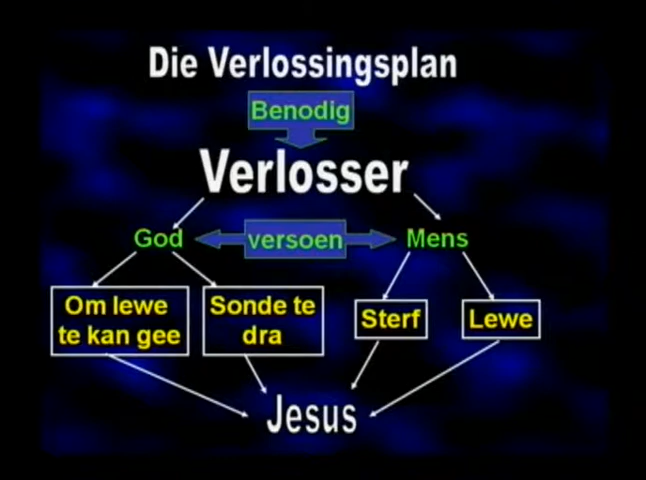 Die Verlossingsplan
Benodig
Verlosser
God
versoen
Mens
Om lewe
te kan gee
Sonde te
dra
Sterf
Lewe
Jesus